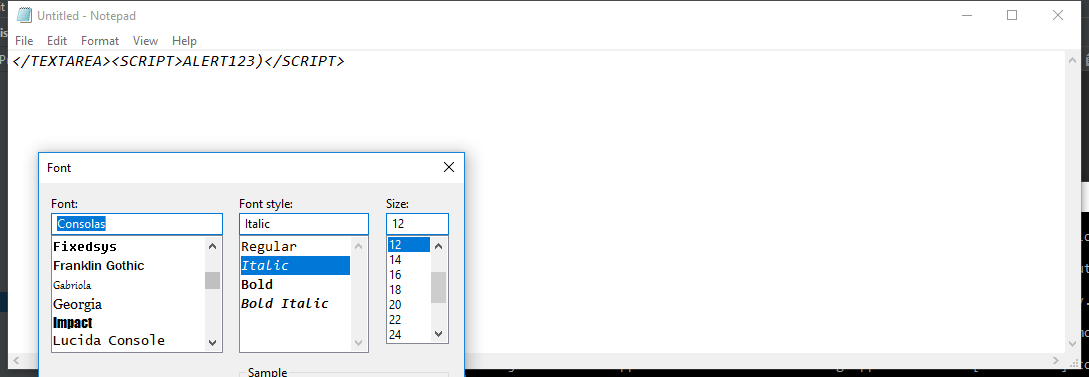 Untitled - Notepad
File Edit Format View Help
</TEXTAREA><SCRIPT>ALERT123)</SCRIPT>
Font
Font: Font style: Size:
Consolas Italic 12
Fixedsys Regular 12
Franklin Gothic Italic 14
Gabriola Bold 16
Georgia Bold Italic 18
Impact 20
Lucida Console 22
24
Sample